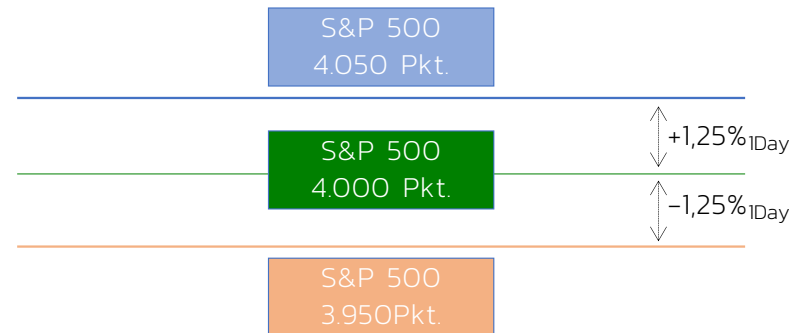 S&P 500
4.050 Pkt.
+1,25%1Day
S&P 500
4.000 Pkt.
−1,25%1Day
S&P 500
3.950Pkt.